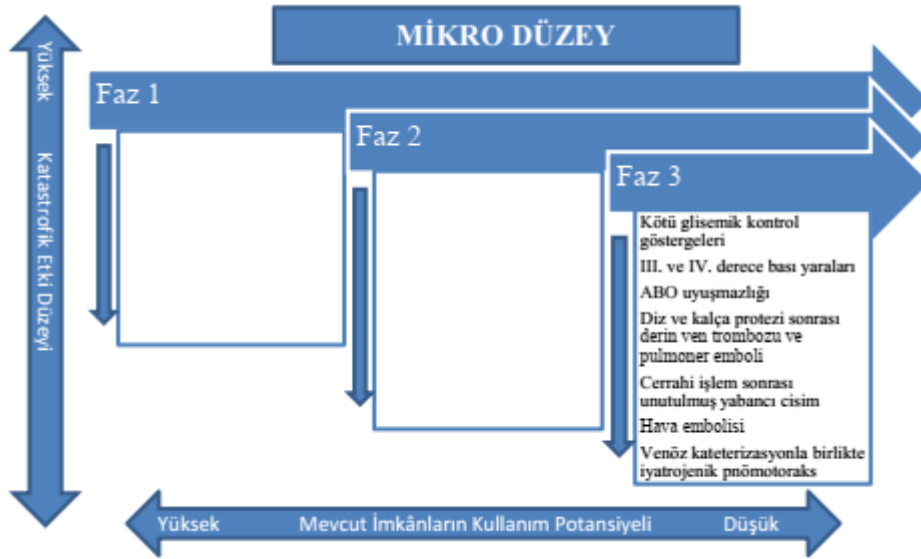 MİKRO DÜZEY
Yüksek Katastrofik Etki Düzeyi
Faz 1
Faz 2
Faz 3
Kötü glisemik kontrol
göstergeleri
III. ve IV. derece bası yaraları
ABO uyuşmazlığı
Diz ve kalça protezi sonrası
derin ven trombozu ve
pulmoner emboli
Cerrahi işlem sonrası
unutulmuş yabancı cisim
Hava embolisi
Venöz kateterizasyonla birlikte
iyatrojenik pnömotoraks
Yüksek Mevcut İmkânların Kullanım Potansiyeli Düşük